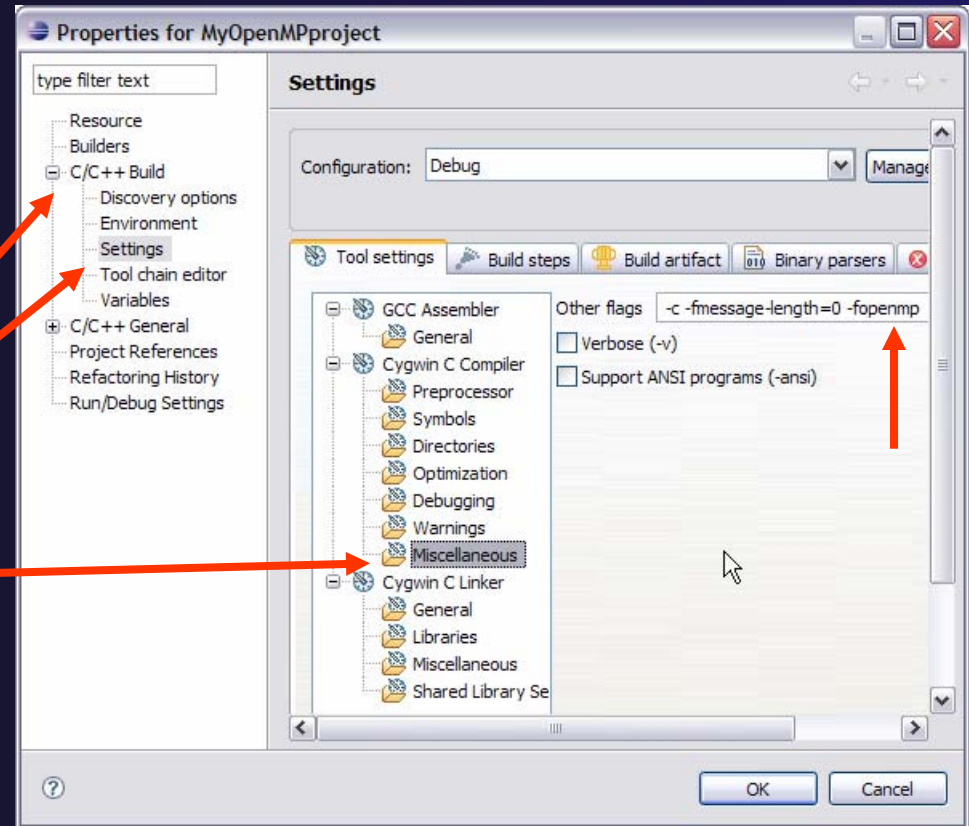 Properties for MyOpenMPproject
type filter text
Resource
Builders
C/C++ Build
Discovery options
Environment
Settings
Tool chain editor
Variables
C/C++ General
Project References
Refactoring History
Run/Debug Settings
Settings
Configuration: Debug
Manage
Tool settings Build steps Build artifact Binary parsers
GCC Assembler
General
Cygwin C Compiler
Preprocessor
Symbols
Directories
Optimization
Debugging
Warnings
Miscellaneous
Cygwin C Linker
General
Libraries
Miscellaneous
Shared Library Se
Other flags -c -fmessage-length=0 -fopenmp
Verbose (-v)
Support ANSI programs (-ansi)
OK Cancel